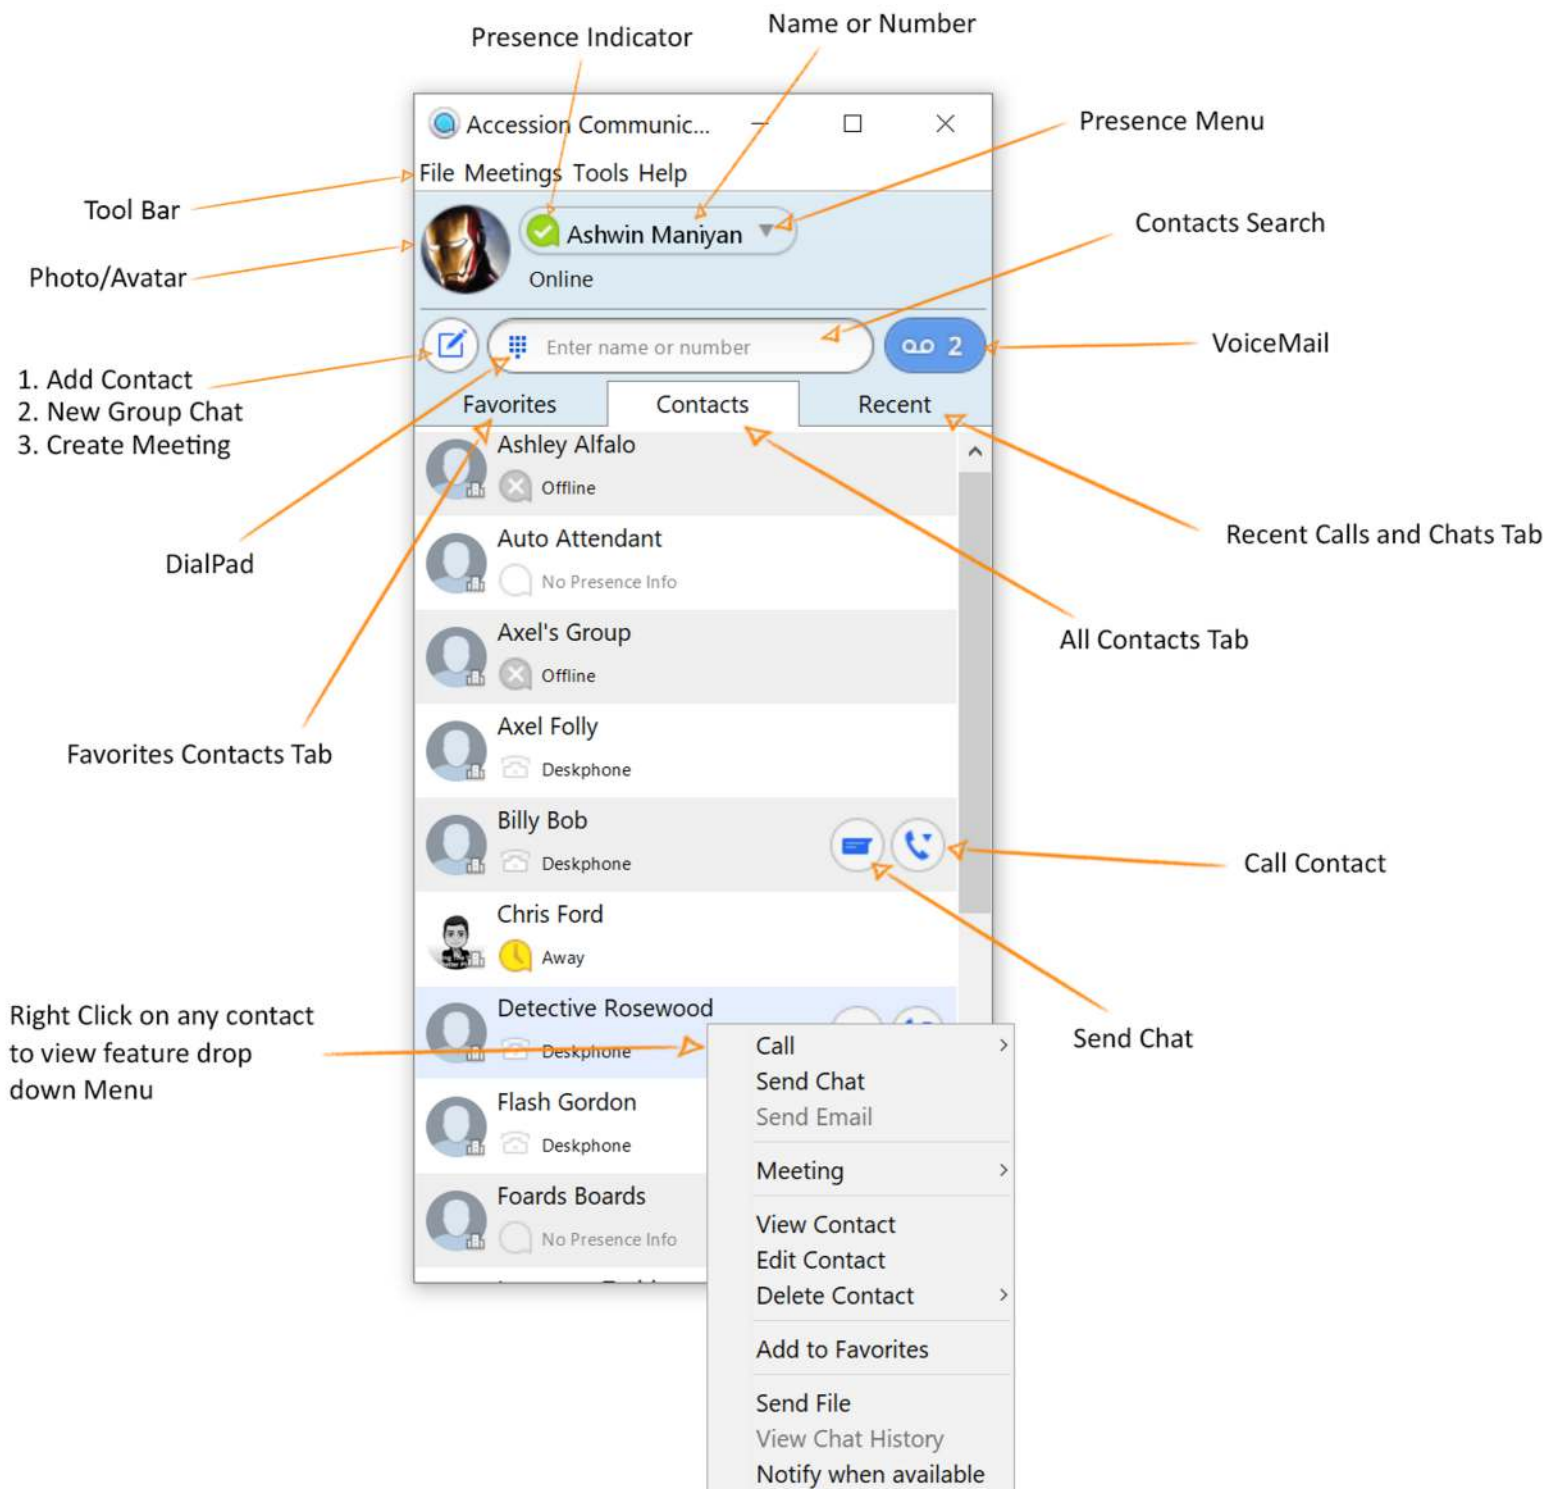 Presence Indicator
Name or Number
Accession Communic...
Presence Menu
File Meetings Tools Help
Tool Bar
Contacts Search
Ashwin Maniyan
Photo/Avatar
Online
Enter name or number
2
VoiceMail
1. Add Contact
2. New Group Chat
3. Create Meeting
Favorites
Contacts
Recent
Ashley Alfalo
Offline
Auto Attendant
Recent Calls and Chats Tab
DialPad
No Presence Info
Axel's Group
All Contacts Tab
Offline
Axel Folly
Favorites Contacts Tab
Deskphone
Billy Bob
Deskphone
Call Contact
Chris Ford
Away
Detective Rosewood
Right Click on any contact
to view feature drop
down Menu
Deskphone
Send Chat
Call
Send Chat
Send Email
Flash Gordon
Deskphone
Meeting
Foards Boards
No Presence Info
View Contact
Edit Contact
Delete Contact
Add to Favorites
Send File
View Chat History
Notify when available